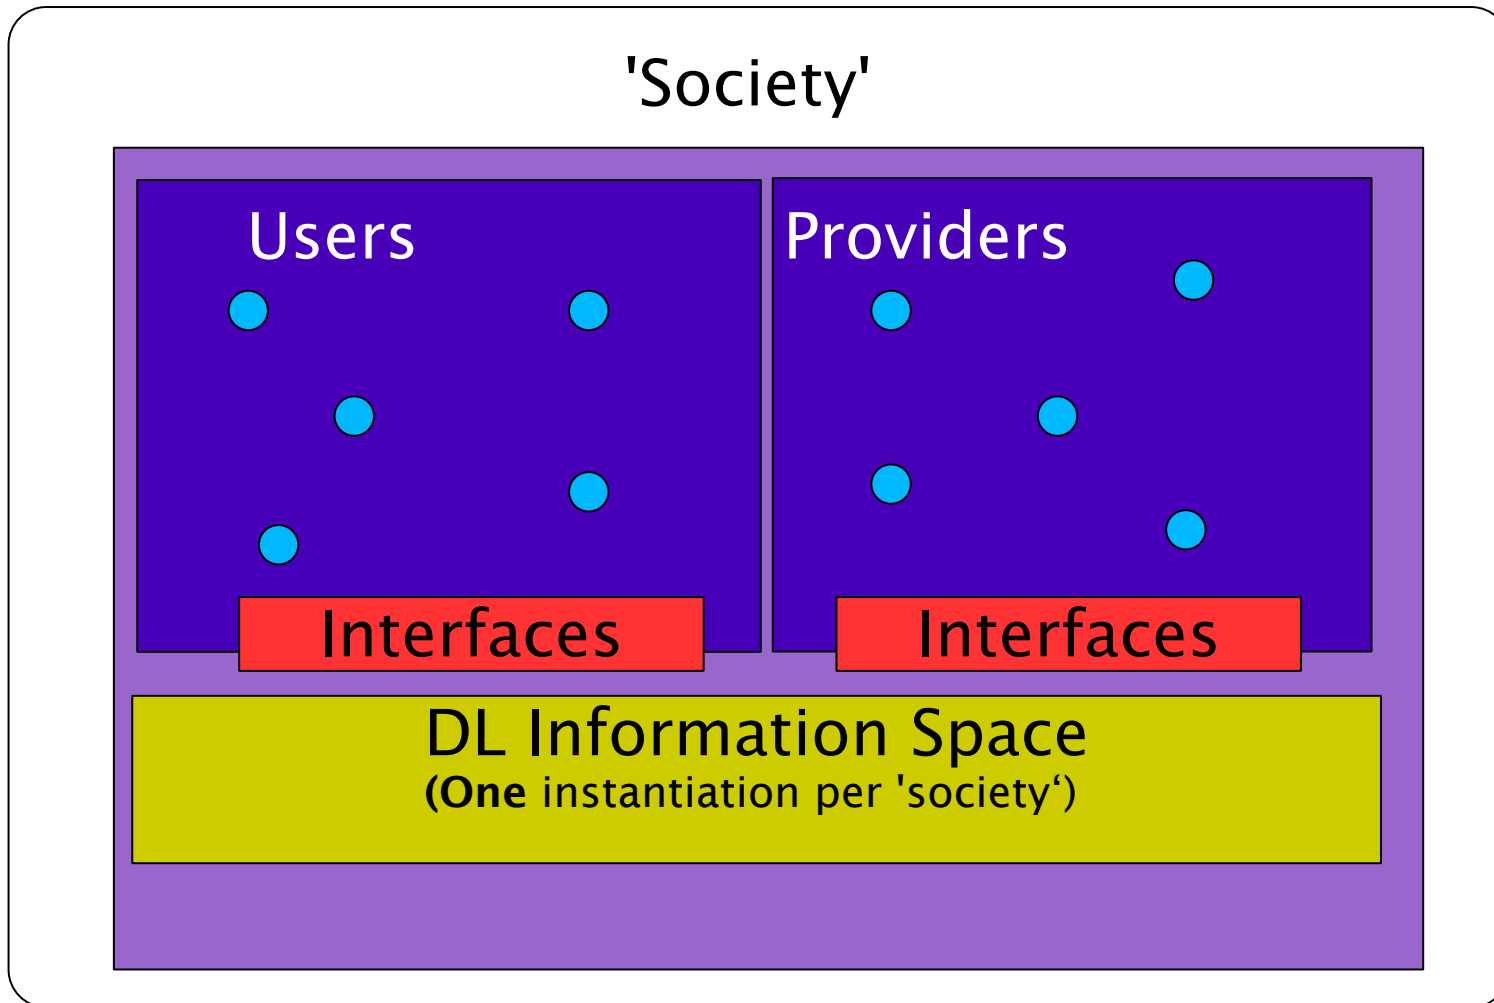 'Society'
Users
Providers
Interfaces
Interfaces
DL Information Space
(One instantiation per 'society‘)